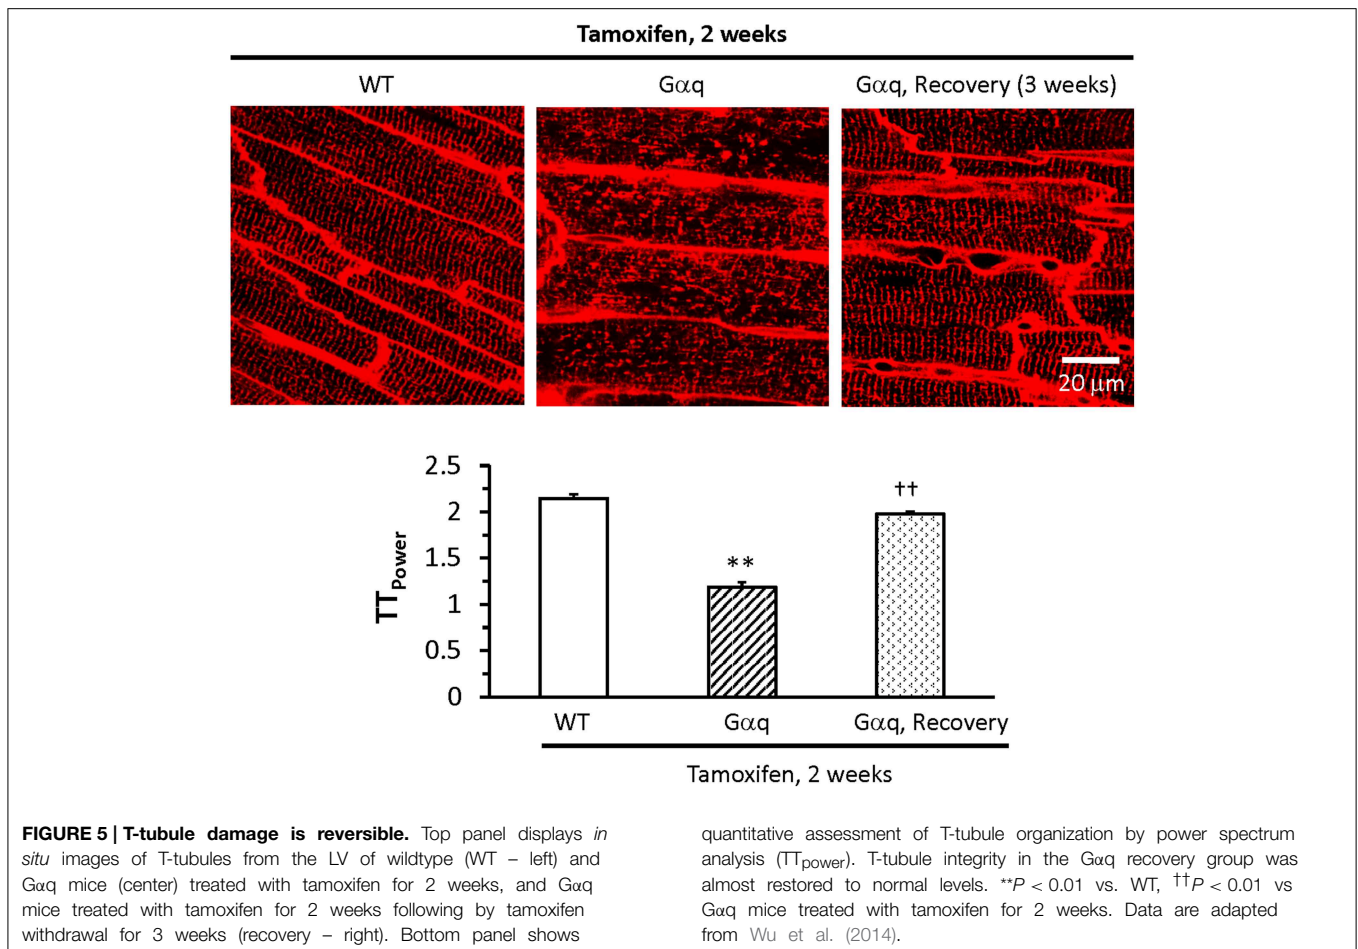 Tamoxifen, 2 weeks
WT
Gαq
Gαq, Recovery (3 weeks)
20 μm
2.5
2
1.5
1
0.5
0
TTPower
**
††
WT
Gαq
Gαq, Recovery
Tamoxifen, 2 weeks
FIGURE 5 | T-tubule damage is reversible. Top panel displays in
situ images of T-tubules from the LV of wildtype (WT – left) and
Gαq mice (center) treated with tamoxifen for 2 weeks, and Gαq
mice treated with tamoxifen for 2 weeks following by tamoxifen
withdrawal for 3 weeks (recovery – right). Bottom panel shows
quantitative assessment of T-tubule organization by power spectrum
analysis (TTpower). T-tubule integrity in the Gαq recovery group was
almost restored to normal levels. **P < 0.01 vs. WT, ††P < 0.01 vs
Gαq mice treated with tamoxifen for 2 weeks. Data are adapted
from Wu et al. (2014).